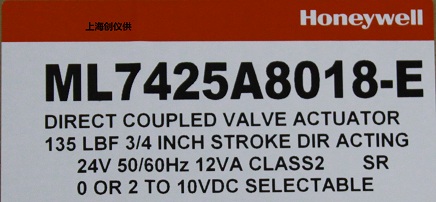 上海创仪供
Honeywell
ML7425A8018-E
DIRECT COUPLED VALVE ACTUATOR
135 LBF 3/4 INCH STROKE DIR ACTING
24V 50/60Hz 12VA CLASS2 SR
0 OR 2 TO 10VDC SELECTABLE